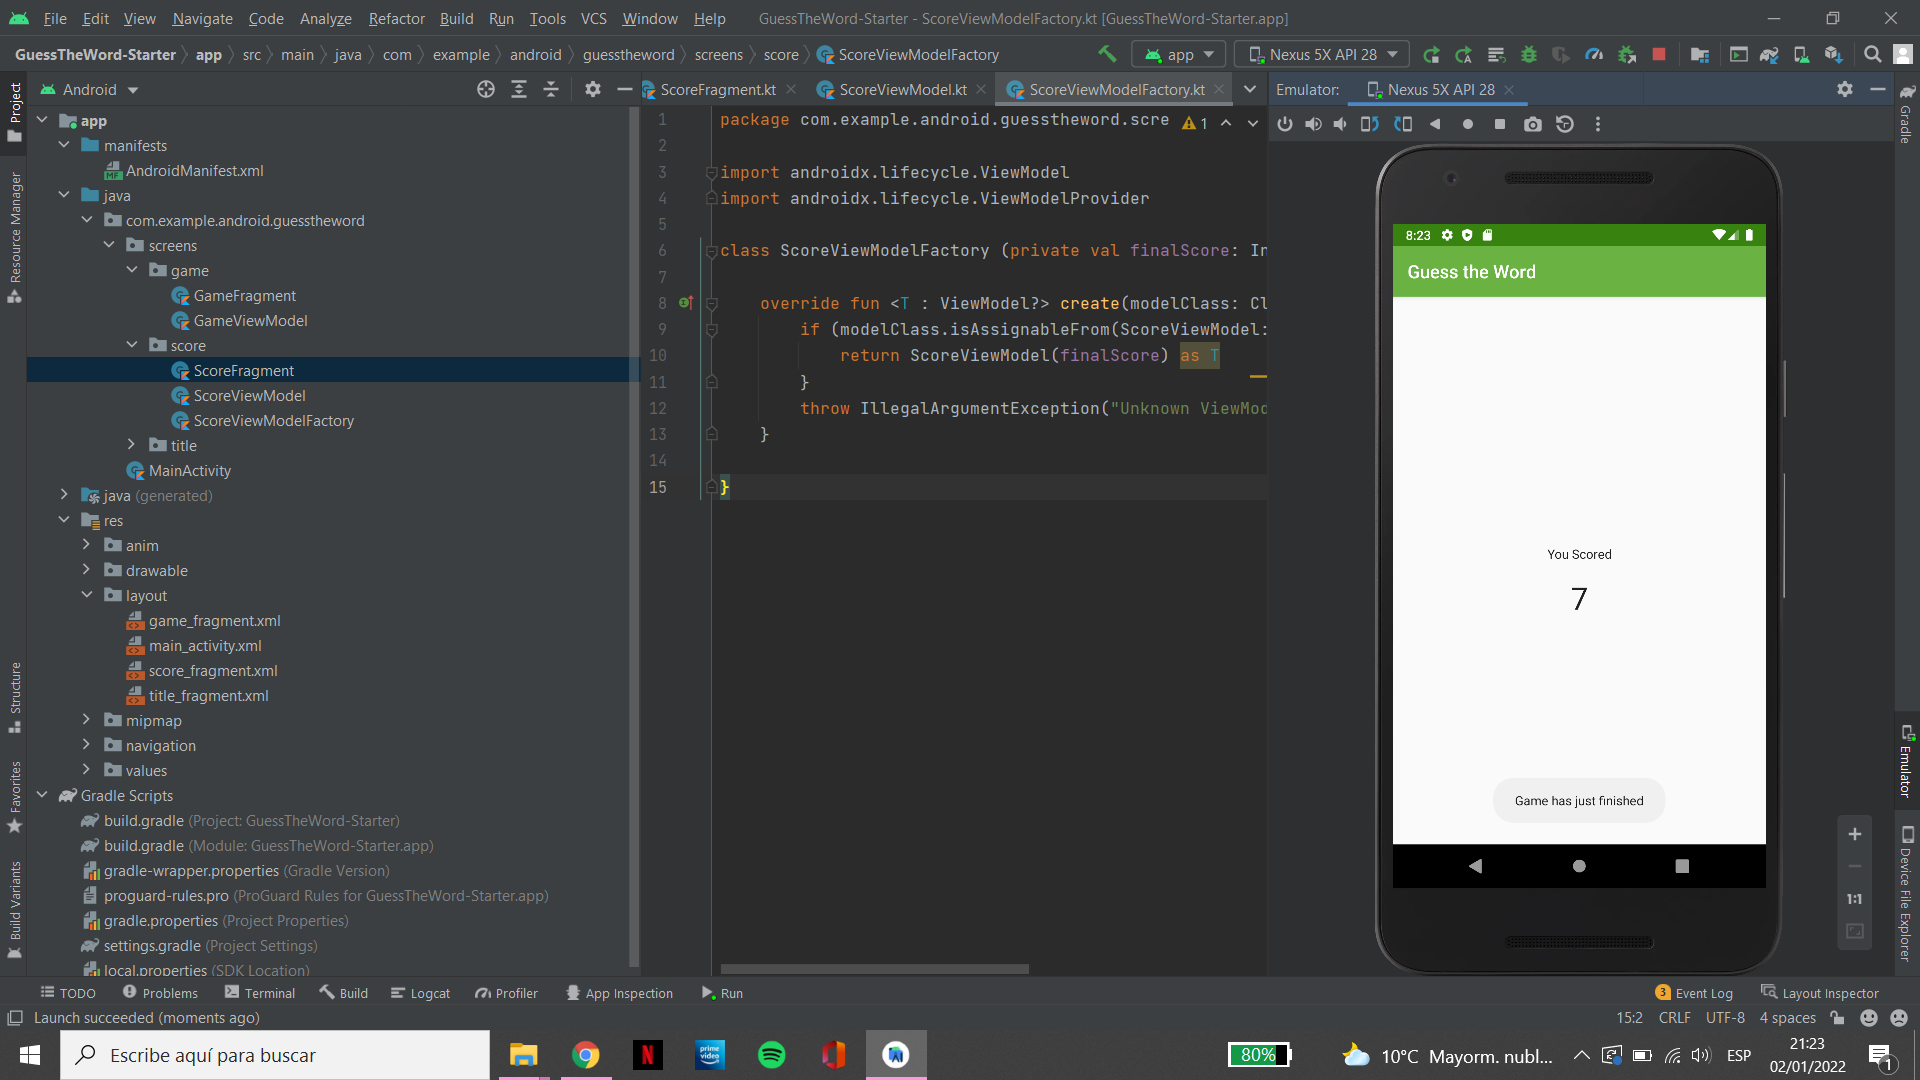 File Edit View Navigate Code Analyze Refactor Build Run Tools VCS Window Help GuessTheWord-Starter - ScoreViewModelFactory.kt [GuessTheWord-Starter.app]
GuessTheWord-Starter app src main java com example android guesstheword screens score ScoreViewModelFactory app Nexus 5X API 28
Project
Resource Manager
Structure
Favorites
Build Variants
Android
app
manifests
AndroidManifest.xml
java
com.example.android.guesstheword
screens
game
GameFragment
GameViewModel
score
ScoreFragment
ScoreViewModel
ScoreViewModelFactory
title
MainActivity
java (generated)
res
anim
drawable
layout
game_fragment.xml
main_activity.xml
score_fragment.xml
title_fragment.xml
mipmap
navigation
values
Gradle Scripts
build.gradle (Project: GuessTheWord-Starter)
build.gradle (Module: GuessTheWord-Starter.app)
gradle-wrapper.properties (Gradle Version)
proguard-rules.pro (ProGuard Rules for GuessTheWord-Starter.app)
gradle.properties (Project Properties)
settings.gradle (Project Settings)
local.properties (SDK Location)
ScoreFragment.kt ScoreViewModel.kt ScoreViewModelFactory.kt
1 package com.example.android.guesstheword.scre 1
2
3 import androidx.lifecycle.ViewModel
4 import androidx.lifecycle.ViewModelProvider
5
6 class ScoreViewModelFactory (private val finalScore: In
7
8 override fun <T : ViewModel?> create(modelClass: Cl
9 if (modelClass.isAssignableFrom(ScoreViewModel:
10 return ScoreViewModel(finalScore) as T
11 }
12 throw IllegalArgumentException("Unknown ViewMod
13 }
14
15 }
Emulator: Nexus 5X API 28
8:23
Guess the Word
You Scored
7
Game has just finished
1:1
Gradle
Emulator
Device File Explorer
TODO Problems Terminal Build Logcat Profiler App Inspection Run 3 Event Log Layout Inspector
Launch succeeded (moments ago) 15:2 CRLF UTF-8 4 spaces
Escribe aquí para buscar
N
prime video
80%
10°C Mayorm. nubl... ESP
21:23
02/01/2022
1